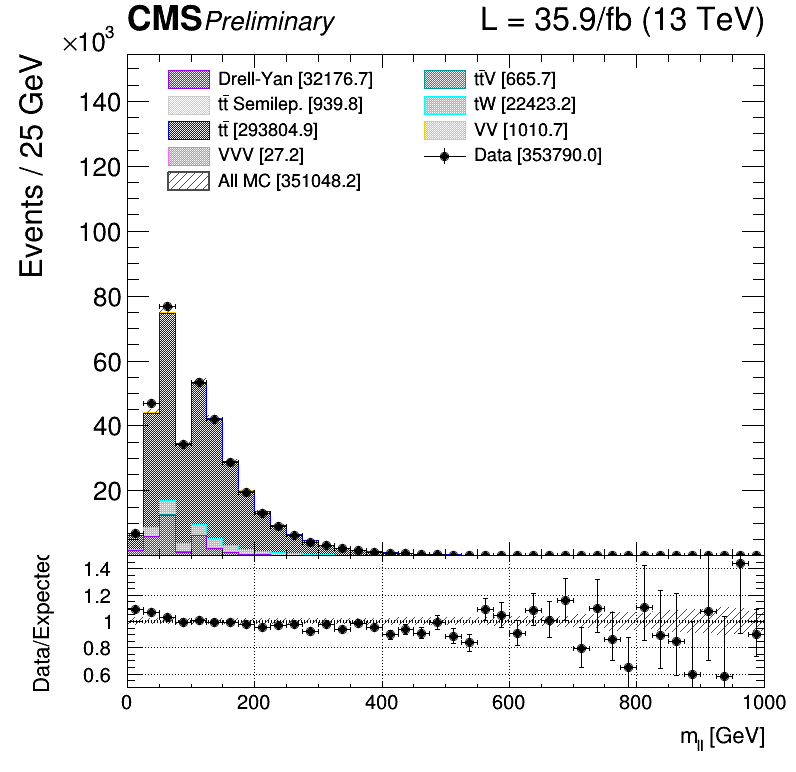 CMS Preliminary L = 35.9/fb (13 TeV)
×10³
Events / 25 GeV
Drell-Yan [32176.7]
tt̄ Semilep. [939.8]
tt̄ [293804.9]
VVV [27.2]
All MC [351048.2]
tt̄V [665.7]
tW [22423.2]
VV [1010.7]
Data [353790.0]
140
120
100
80
60
40
20
Data/Expected
1.4
1.2
1
0.8
0.6
0 200 400 600 800 1000
m_ll [GeV]